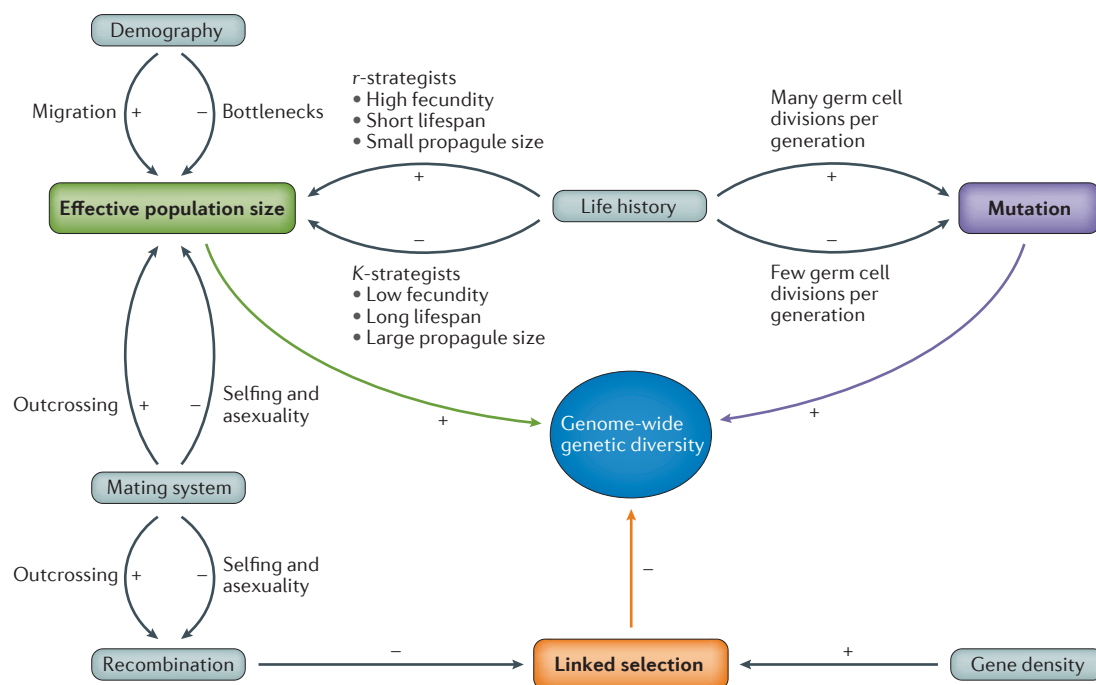 Demography
Migration
+
−
Bottlenecks
r-strategists
• High fecundity
• Short lifespan
• Small propagule size
+
Many germ cell
divisions per
generation
+
Effective population size
Life history
Mutation
−
K-strategists
• Low fecundity
• Long lifespan
• Large propagule size
−
Few germ cell
divisions per
generation
Outcrossing
+
−
Selfing and
asexuality
+
Genome-wide
genetic diversity
+
Mating system
Outcrossing
+
−
Selfing and
asexuality
−
Recombination
−
Linked selection
+
Gene density